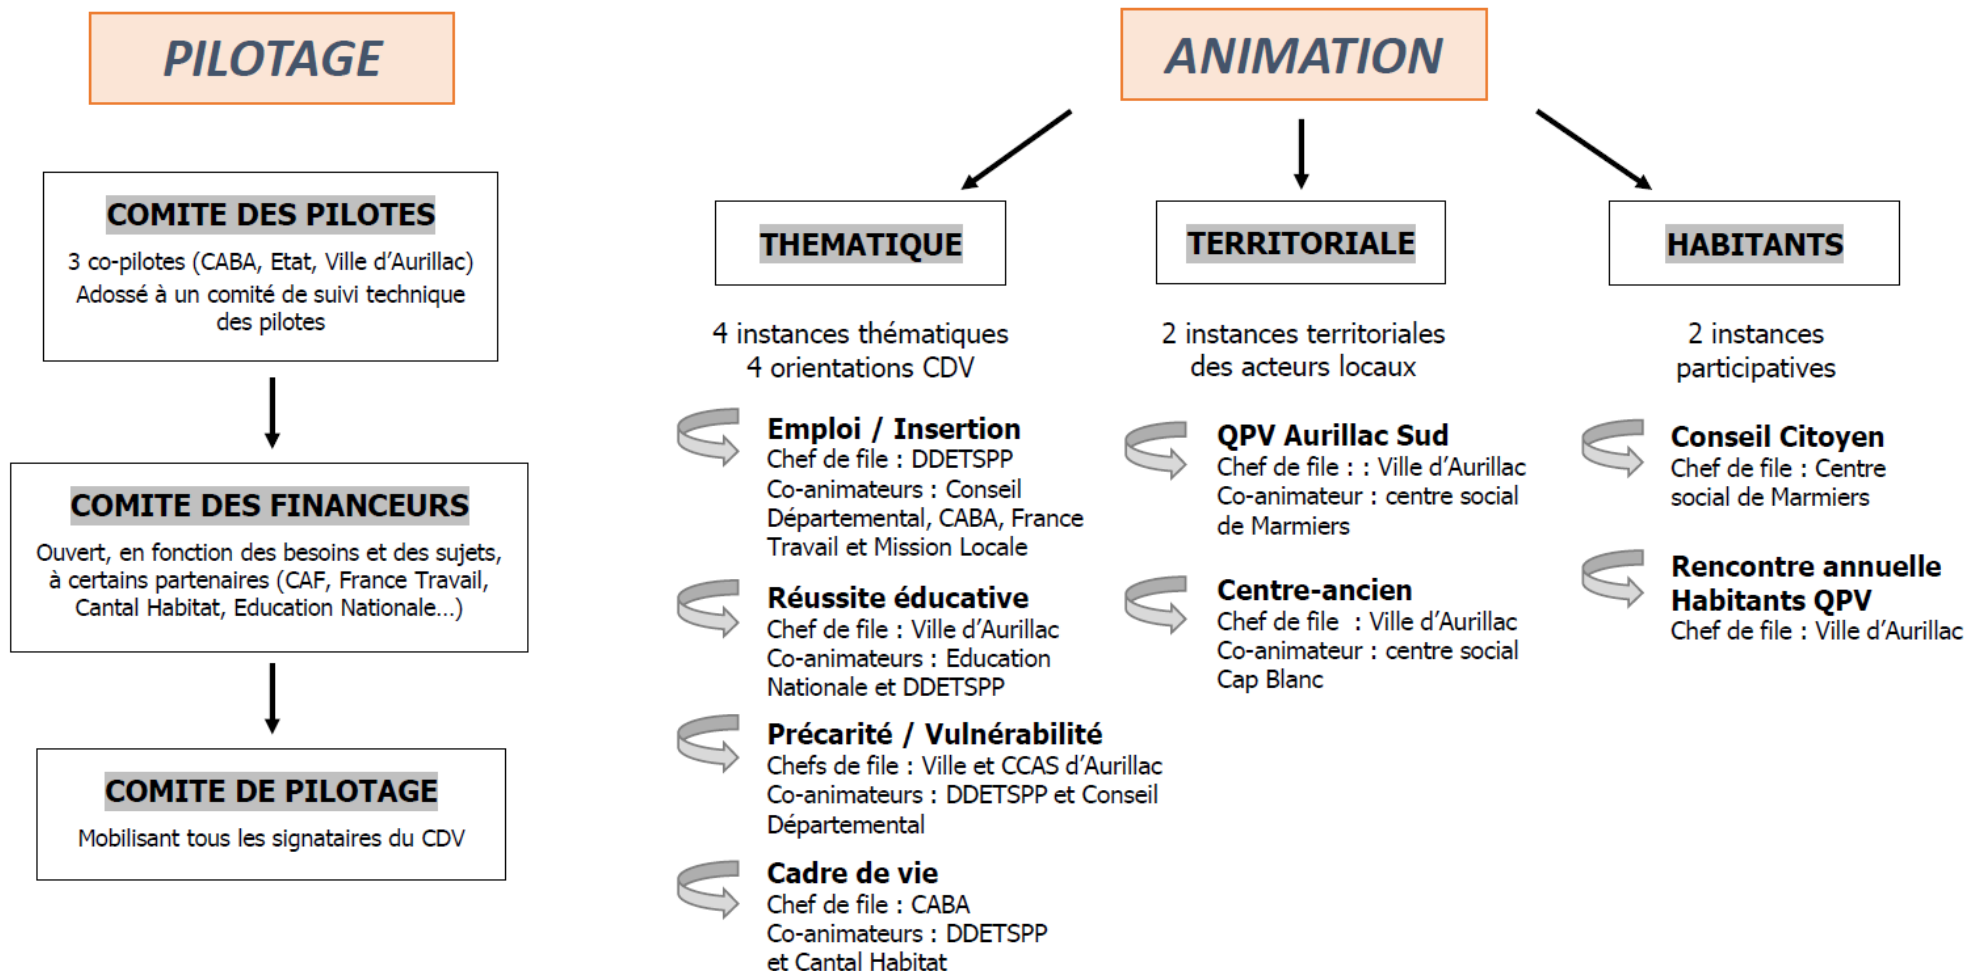 PILOTAGE
COMITE DES PILOTES
3 co-pilotes (CABA, Etat, Ville d’Aurillac)
Adossé à un comité de suivi technique
des pilotes
COMITE DES FINANCEURS
Ouvert, en fonction des besoins et des sujets,
à certains partenaires (CAF, France Travail,
Cantal Habitat, Education Nationale…)
COMITE DE PILOTAGE
Mobilisant tous les signataires du CDV
ANIMATION
THEMATIQUE
4 instances thématiques
4 orientations CDV
Emploi / Insertion
Chef de file : DDETSPP
Co-animateurs : Conseil
Départemental, CABA, France
Travail et Mission Locale
Réussite éducative
Chef de file : Ville d’Aurillac
Co-animateurs : Education
Nationale et DDETSPP
Précarité / Vulnérabilité
Chefs de file : Ville et CCAS d’Aurillac
Co-animateurs : DDETSPP et Conseil
Départemental
Cadre de vie
Chef de file : CABA
Co-animateurs : DDETSPP
et Cantal Habitat
TERRITORIALE
2 instances territoriales
des acteurs locaux
QPV Aurillac Sud
Chef de file : : Ville d’Aurillac
Co-animateur : centre social
de Marmiers
Centre-ancien
Chef de file  : Ville d’Aurillac
Co-animateur : centre social
Cap Blanc
HABITANTS
2 instances
participatives
Conseil Citoyen
Chef de file : Centre
social de Marmiers
Rencontre annuelle
Habitants QPV
Chef de file : Ville d’Aurillac